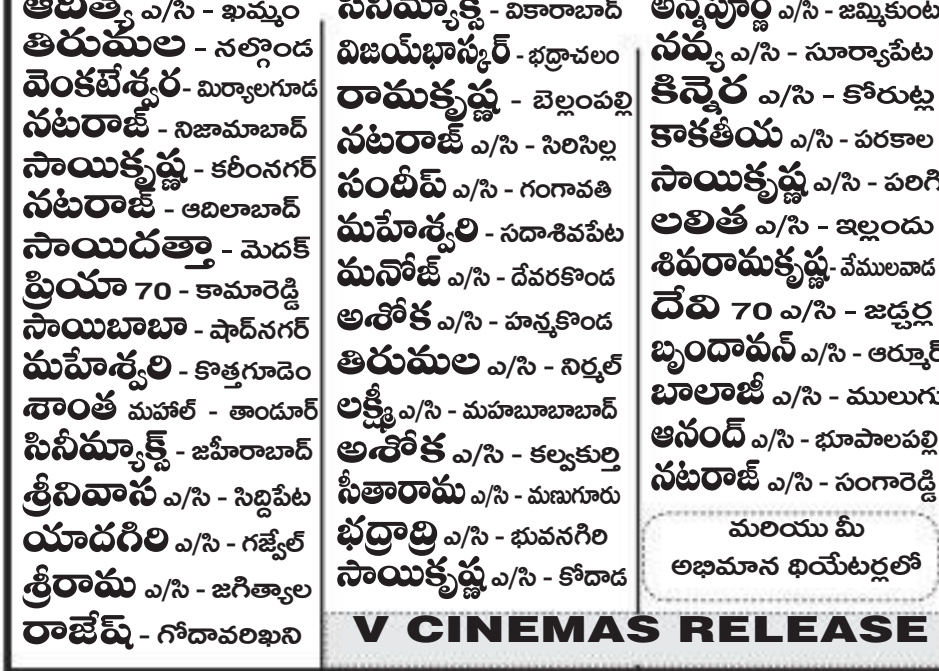 ఆదిత్య ఎ/సి - ఖమ్మం
తిరుమల - నల్గొండ
వెంకటేశ్వర- మిర్యాలగూడ
నటరాజ్ - నిజామాబాద్
సాయికృష్ణ - కరీంనగర్
నటరాజ్ - ఆదిలాబాద్
సాయిదత్తా - మెదక్
ప్రియా 70 - కామారెడ్డి
సాయిబాబా - షాద్‌నగర్
మహేశ్వరి - కొత్తగూడెం
శాంత మహాల్ - తాండూర్
సినీమ్యాక్స్ - జహీరాబాద్
శ్రీనివాస ఎ/సి - సిద్దిపేట
యాదగిరి ఎ/సి - గజ్వేల్
శ్రీరామ ఎ/సి - జగిత్యాల
రాజేష్ - గోదావరిఖని
సినీమ్యాక్స్ - వికారాబాద్
విజయ్‌భాస్కర్ - భద్రాచలం
రామకృష్ణ - బెల్లంపల్లి
నటరాజ్ ఎ/సి - సిరిసిల్ల
సందీప్ ఎ/సి - గంగావతి
మహేశ్వరి - సదాశివపేట
మనోజ్ ఎ/సి - దేవరకొండ
అశోక ఎ/సి - హన్మకొండ
తిరుమల ఎ/సి - నిర్మల్
లక్ష్మీ ఎ/సి - మహబూబాబాద్
అశోక ఎ/సి - కల్వకుర్తి
సీతారామ ఎ/సి - మణుగూరు
భద్రాద్రి ఎ/సి - భువనగిరి
సాయికృష్ణ ఎ/సి - కోదాడ
అన్నపూర్ణ ఎ/సి - జమ్మికుంట
నవ్య ఎ/సి - సూర్యాపేట
కిన్నెర ఎ/సి - కోరుట్ల
కాకతీయ ఎ/సి - పరకాల
సాయికృష్ణ ఎ/సి - పరిగి
లలిత ఎ/సి - ఇల్లందు
శివరామకృష్ణ- వేములవాడ
దేవి 70 ఎ/సి - జడ్చర్ల
బృందావన్ ఎ/సి - ఆర్మూర్
బాలాజీ ఎ/సి - ములుగు
ఆనంద్ ఎ/సి - భూపాలపల్లి
నటరాజ్ ఎ/సి - సంగారెడ్డి
మరియు మీ
అభిమాన థియేటర్లలో
V CINEMAS RELEASE